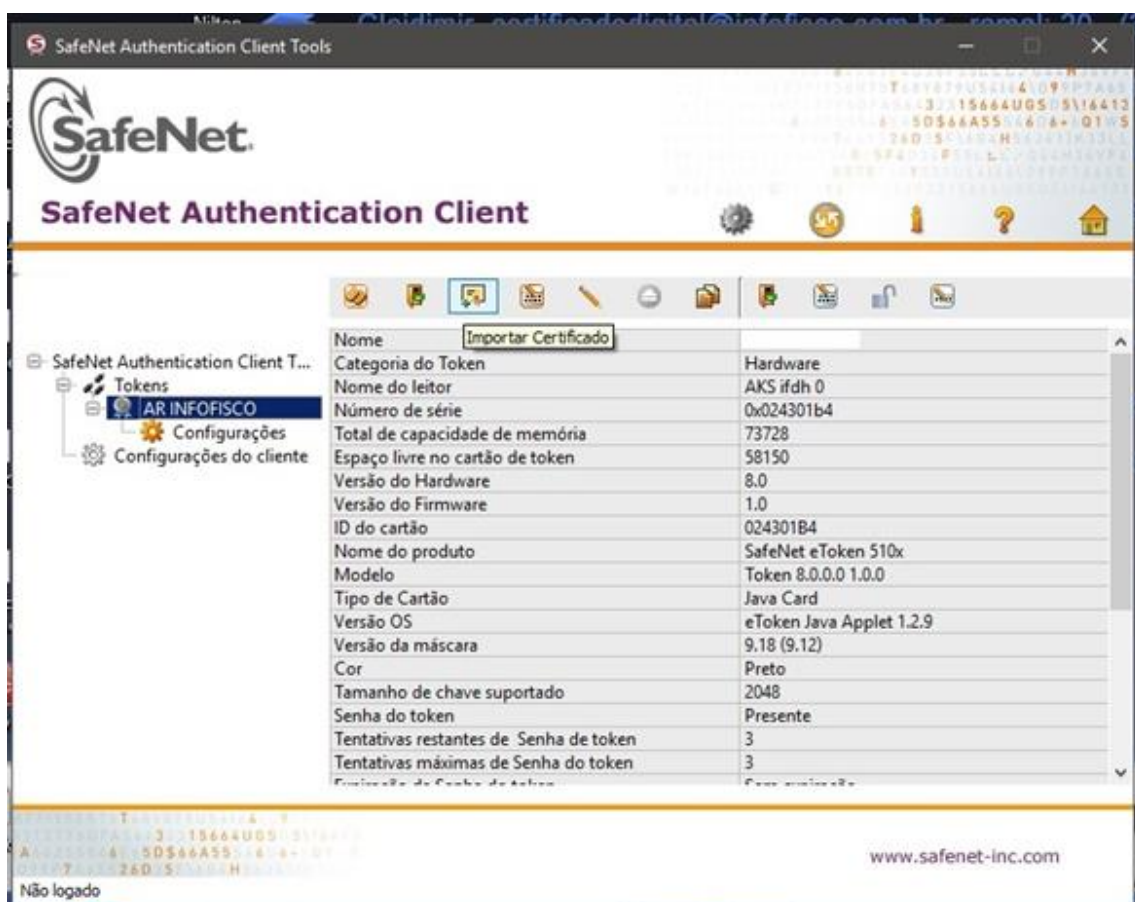 SafeNet Authentication Client Tools
SafeNet.
SafeNet Authentication Client
Importar Certificado
SafeNet Authentication Client T...
Tokens
AR INFOFISCO
Configurações
Configurações do cliente
Nome
Categoria do Token Hardware
Nome do leitor AKS ifdh 0
Número de série 0x024301b4
Total de capacidade de memória 73728
Espaço livre no cartão de token 58150
Versão do Hardware 8.0
Versão do Firmware 1.0
ID do cartão 024301B4
Nome do produto SafeNet eToken 510x
Modelo Token 8.0.0.0 1.0.0
Tipo de Cartão Java Card
Versão OS eToken Java Applet 1.2.9
Versão da máscara 9.18 (9.12)
Cor Preto
Tamanho de chave suportado 2048
Senha do token Presente
Tentativas restantes de Senha de token 3
Tentativas máximas de Senha do token 3
www.safenet-inc.com
Não logado